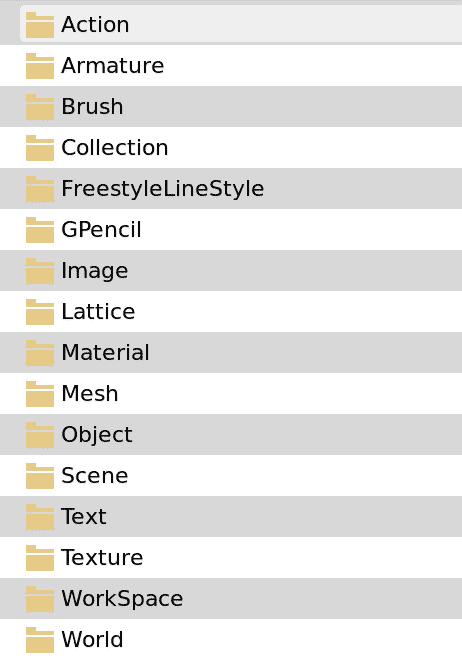 Action
Armature
Brush
Collection
FreestyleLineStyle
GPencil
Image
Lattice
Material
Mesh
Object
Scene
Text
Texture
WorkSpace
World